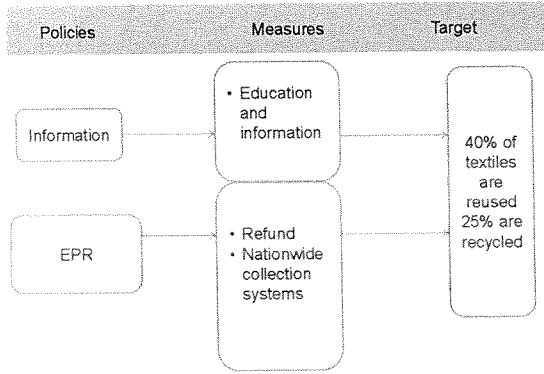 Policies
Measures
Target
Information
• Education
and
information
EPR
• Refund
• Nationwide
collection
systems
40% of
textiles
are
reused
25% are
recycled